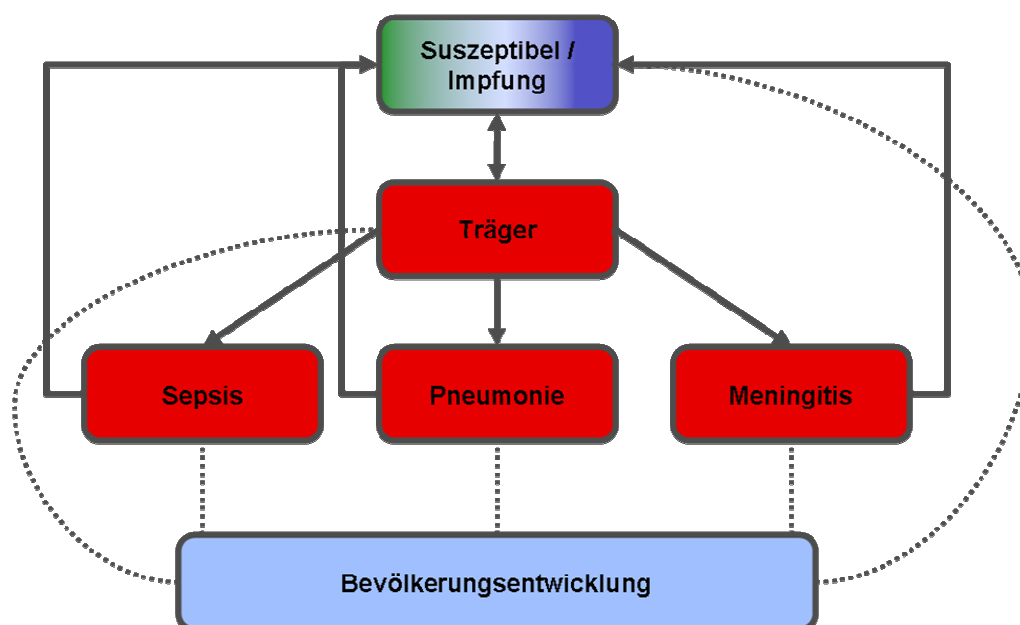 Suszeptibel /
Impfung
Träger
Sepsis
Pneumonie
Meningitis
Bevölkerungsentwicklung